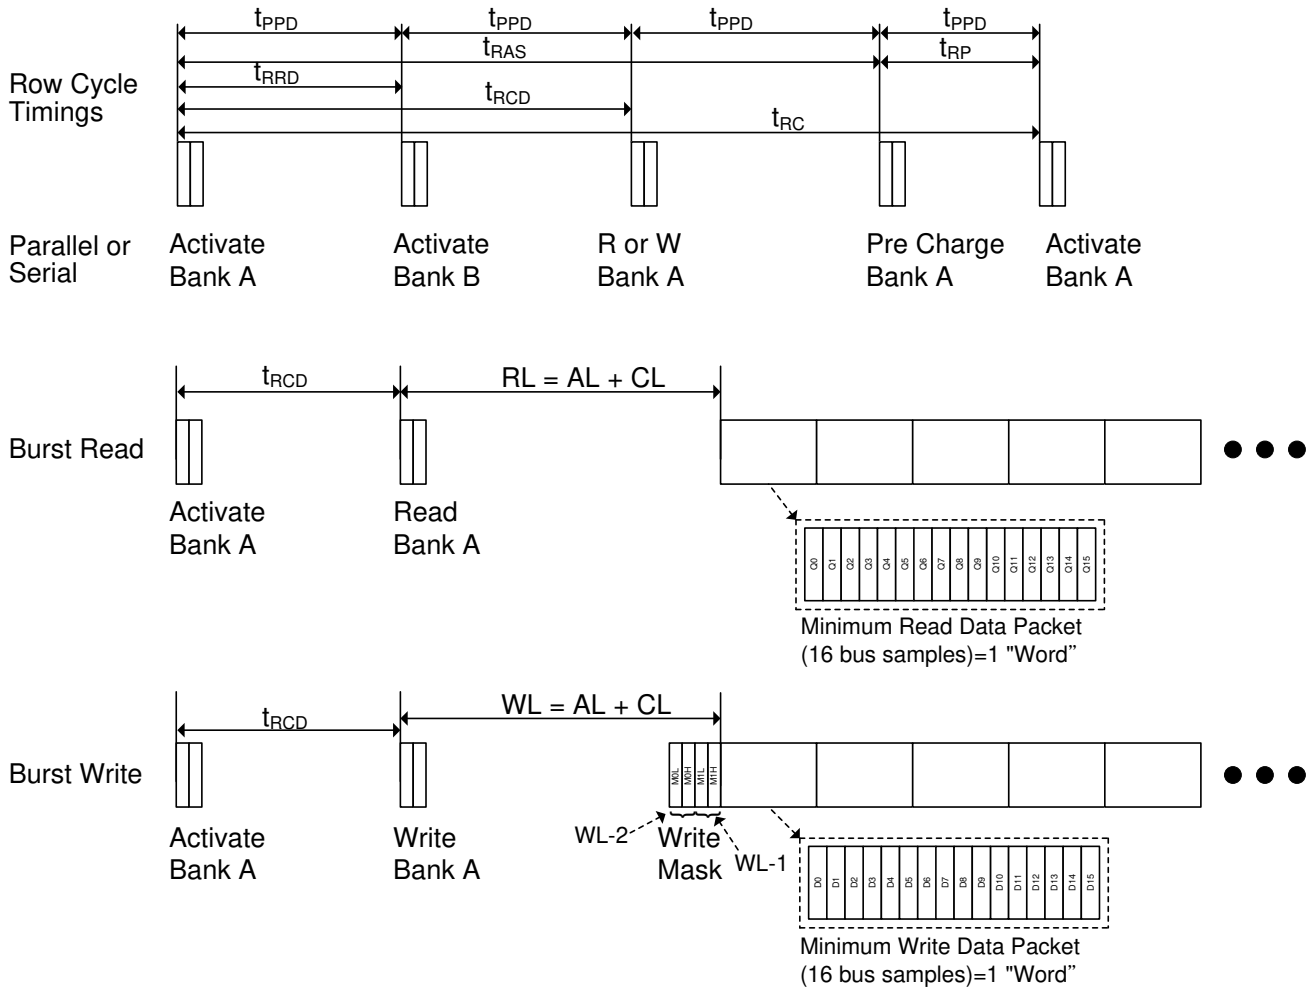 tPPD tPPD tPPD tPPD
tRAS tRP
tRRD
tRCD
tRC
Row Cycle
Timings
Parallel or
Serial
Activate
Bank A
Activate
Bank B
R or W
Bank A
Pre Charge
Bank A
Activate
Bank A
tRCD
RL = AL + CL
Burst Read
Activate
Bank A
Read
Bank A
Q0 Q1 Q2 Q3 Q4 Q5 Q6 Q7 Q8 Q9 Q10 Q11 Q12 Q13 Q14 Q15
Minimum Read Data Packet
(16 bus samples)=1 "Word”
tRCD
WL = AL + CL
Burst Write
M0L M0H M1L M1H
Activate
Bank A
Write
Bank A
WL-2
Write
Mask
WL-1
D0 D1 D2 D3 D4 D5 D6 D7 D8 D9 D10 D11 D12 D13 D14 D15
Minimum Write Data Packet
(16 bus samples)=1 "Word”